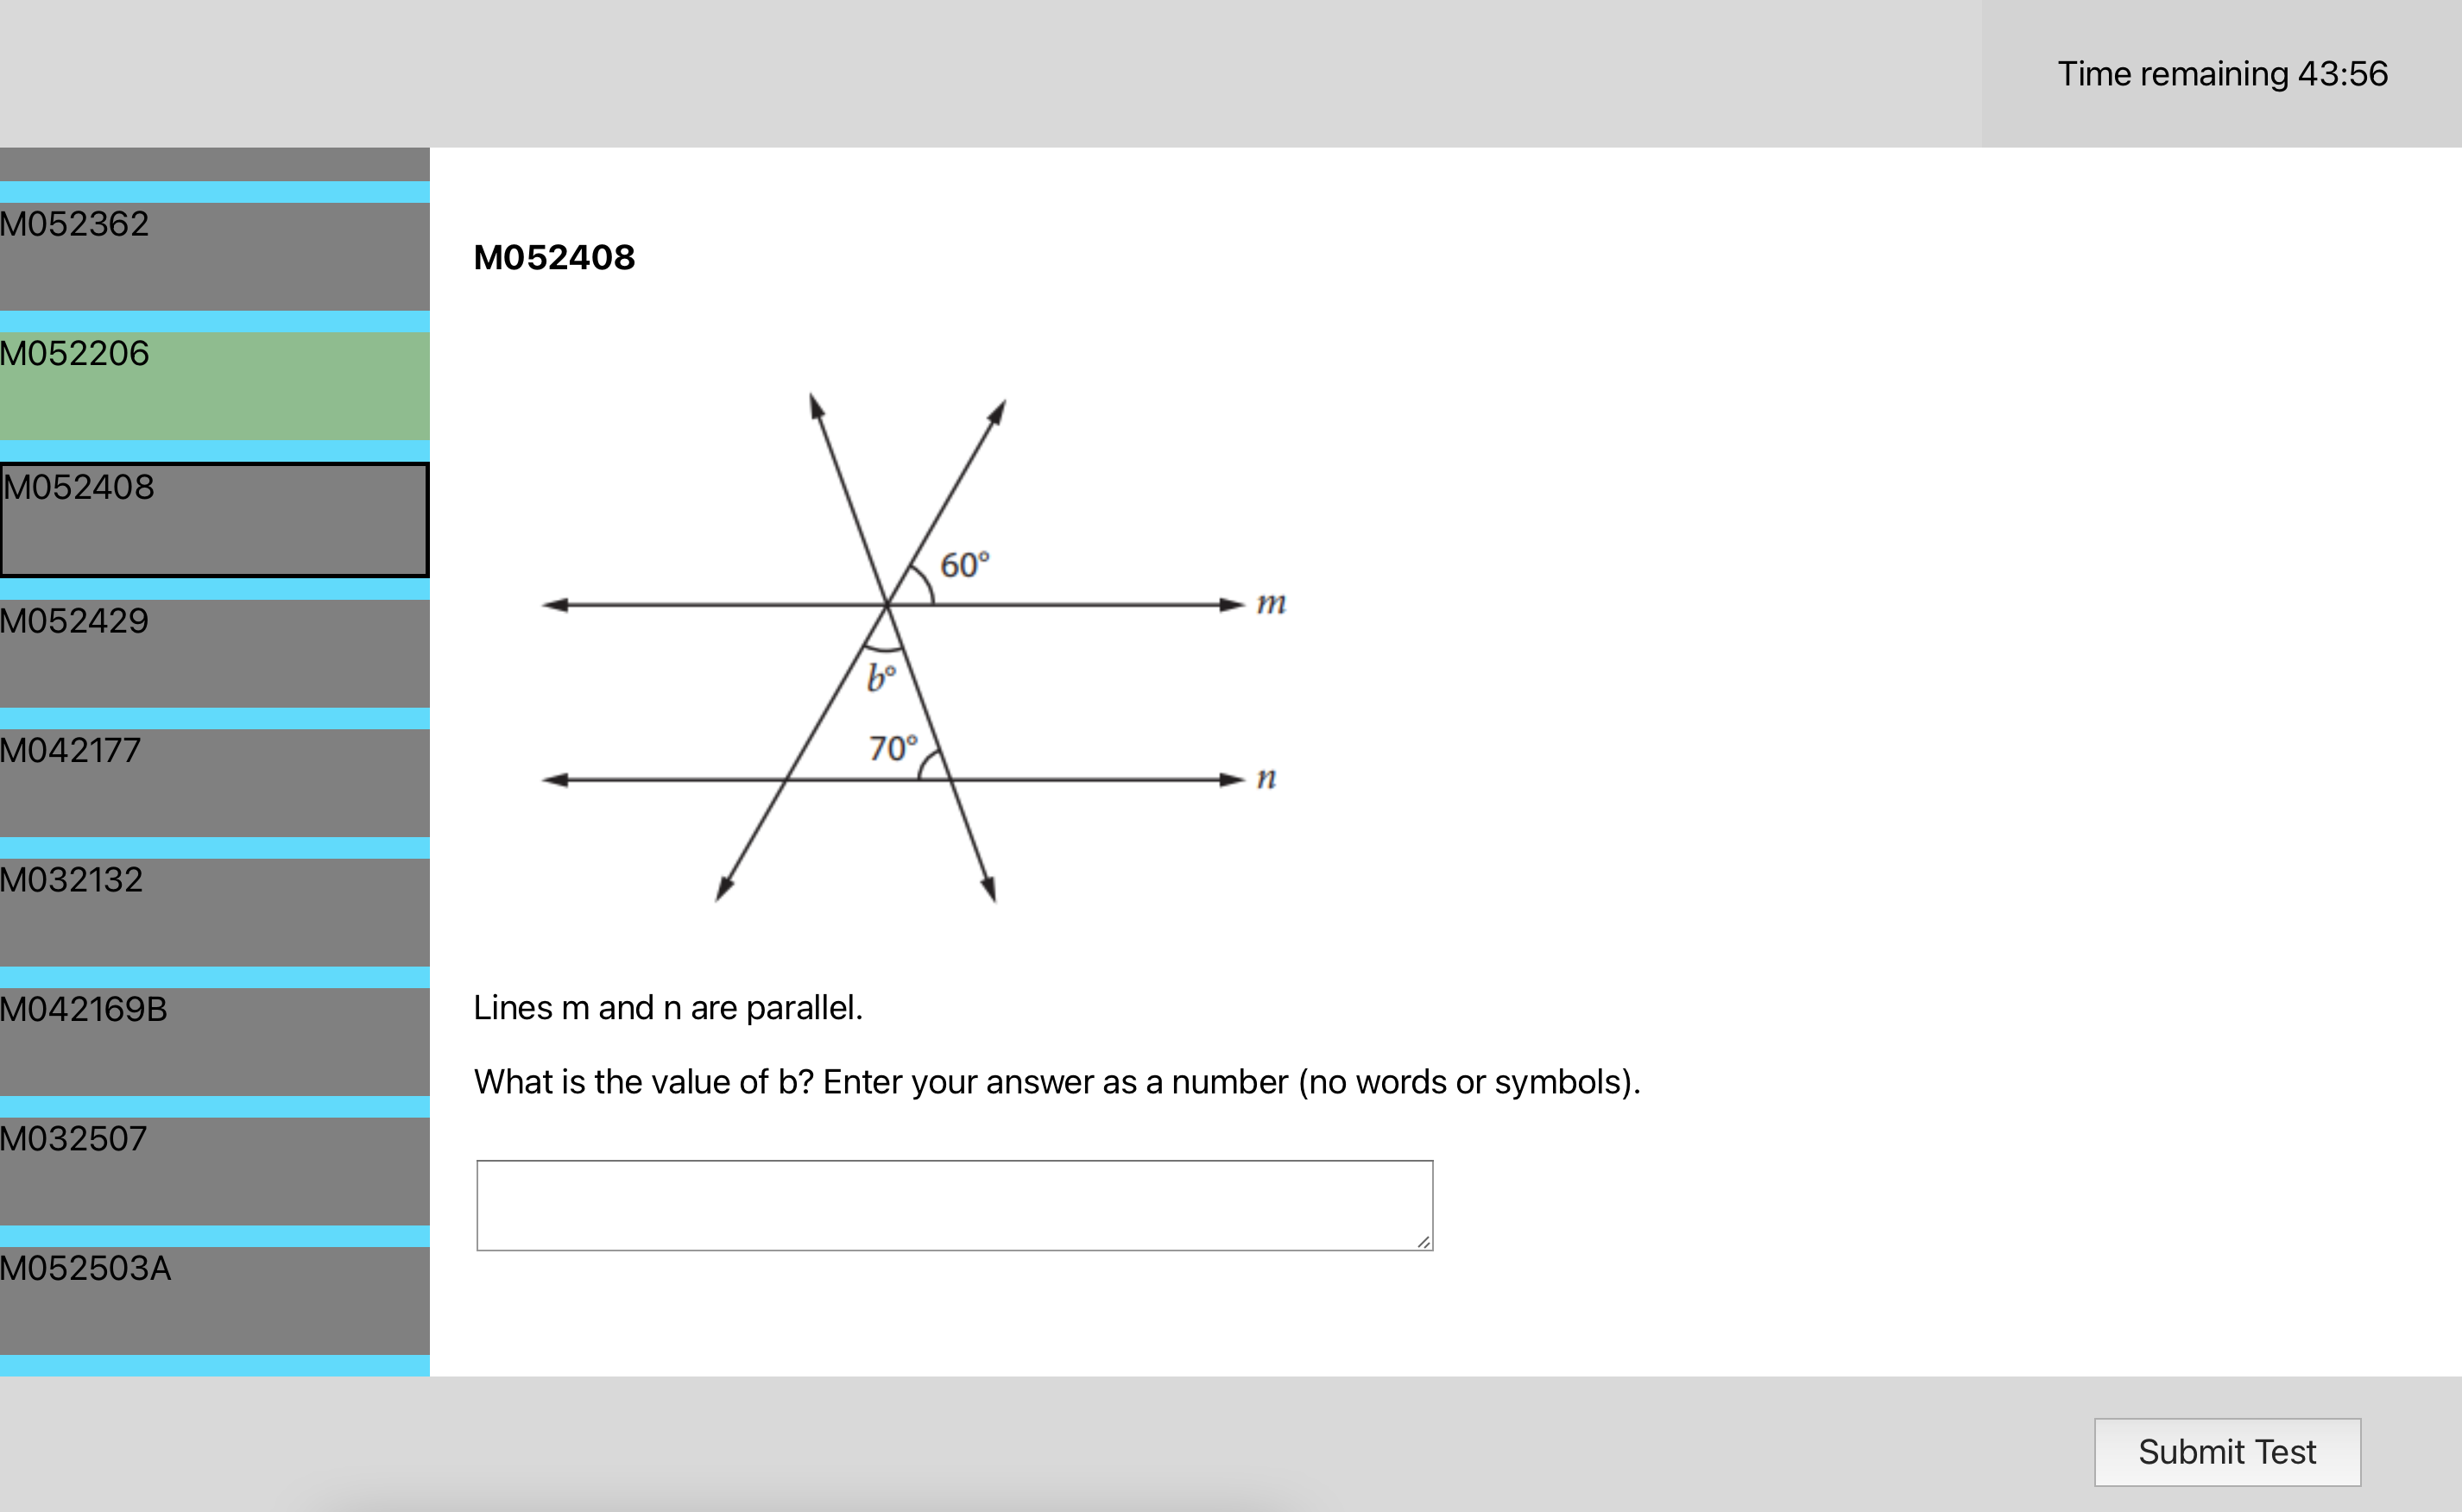 Time remaining 43:56
M052362
M052206
M052408
M052429
M042177
M032132
M042169B
M032507
M052503A
M052408
60°
m
b°
70°
n
Lines m and n are parallel.
What is the value of b? Enter your answer as a number (no words or symbols).
Submit Test